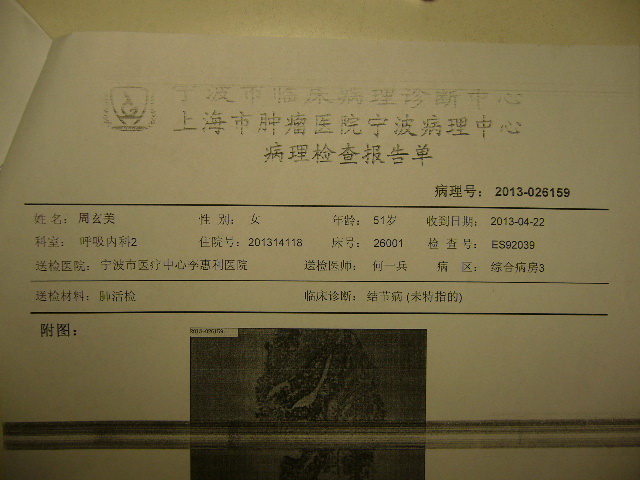 宁波市临床病理诊断中心
上海市肿瘤医院宁波病理中心
病理检查报告单
病理号： 2013-026159
姓名：周玄美 性别：女 年龄：51岁 收到日期：2013-04-22
科室：呼吸内科2 住院号：201314118 床号：26001 检查号：ES92039
送检医院：宁波市医疗中心李惠利医院 送检医师：何一兵 病区：综合病房3
送检材料：肺活检 临床诊断：结节病 (未特指的)
附图：
2013-026159